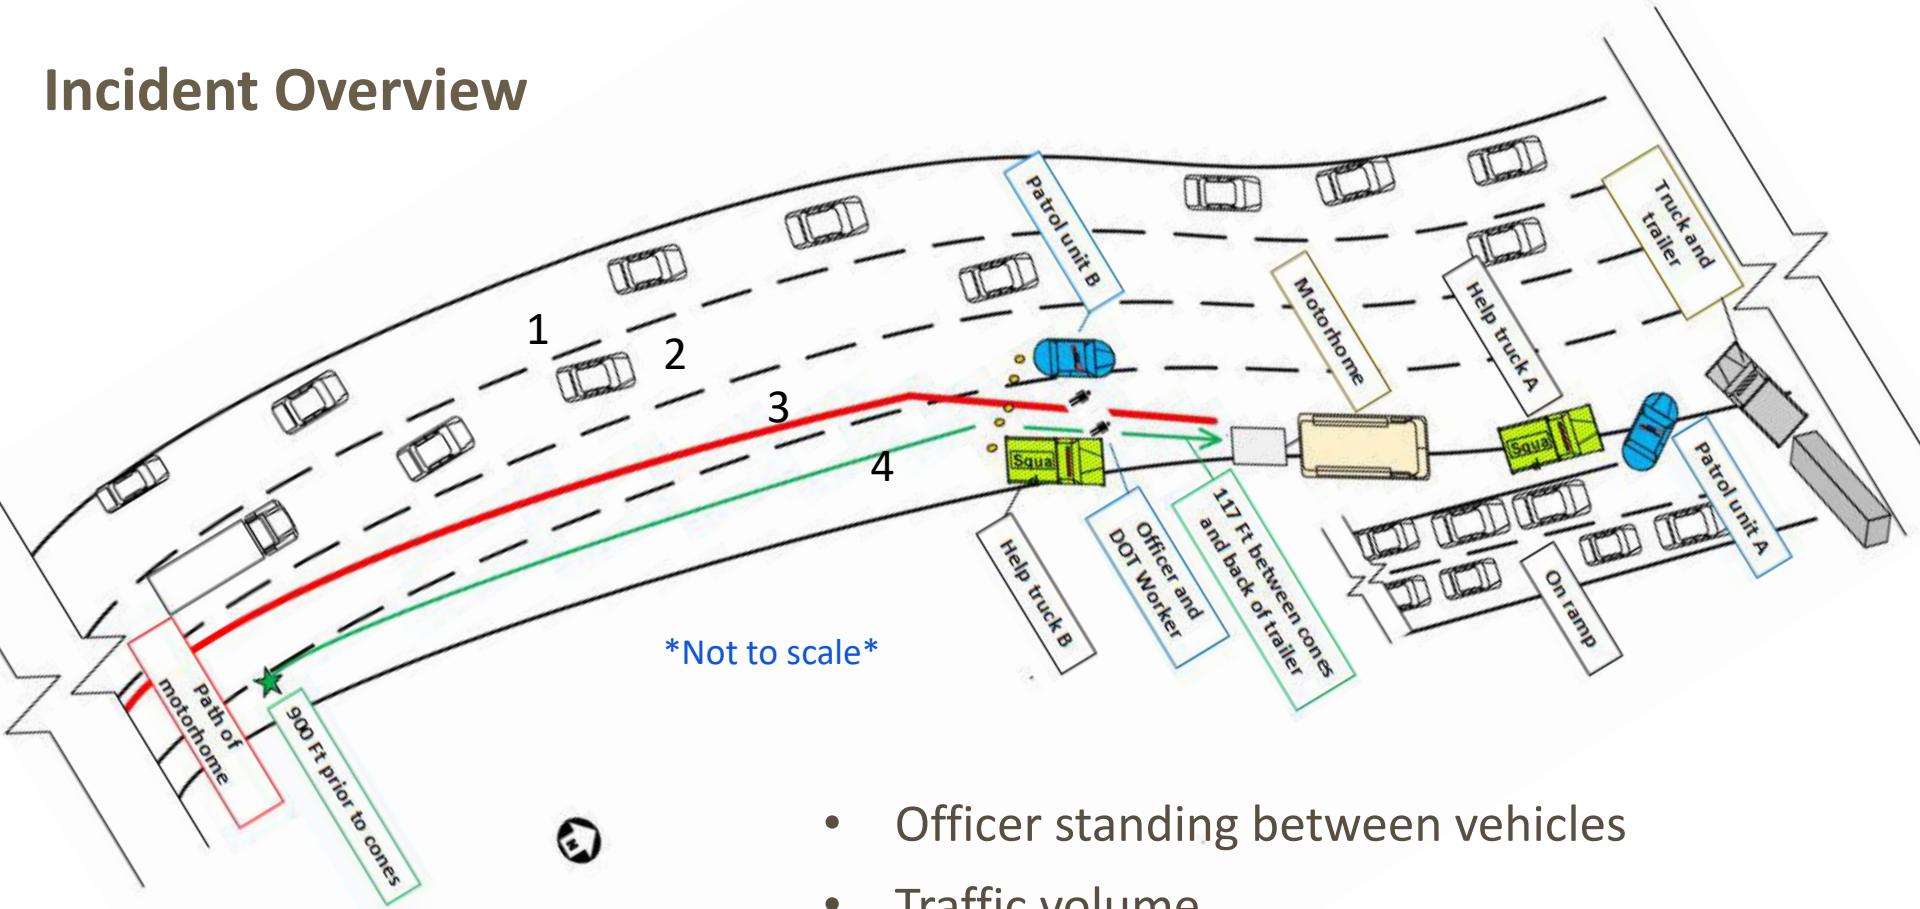 Incident Overview
Patrol unit B
Truck and
trailer
Motorhome
Help truck A
1
2
3
4
Squa
Squa
Patrol unit A
On ramp
117 Ft between cones
and back of trailer
Officer and
DOT Worker
Help truck B
*Not to scale*
Path of
motorhome
900 Ft prior to cones
N
• Officer standing between vehicles
• Traffic volume